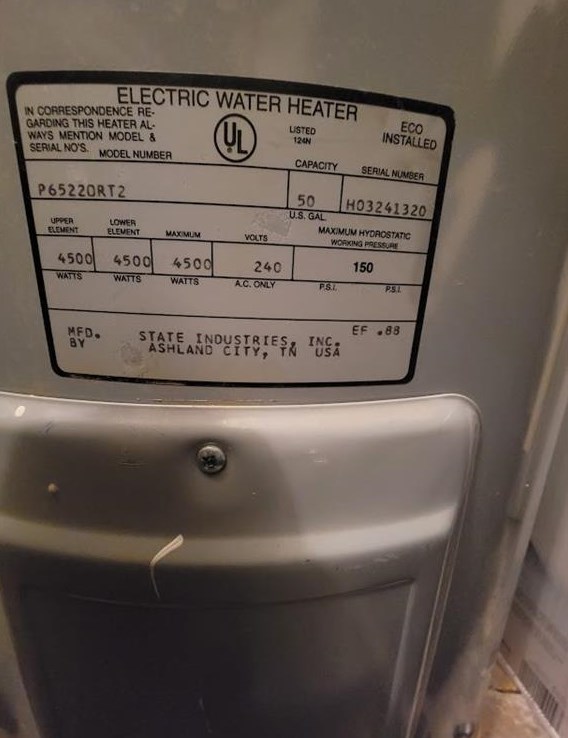 ELECTRIC WATER HEATER
IN CORRESPONDENCE RE-
GARDING THIS HEATER AL-
WAYS MENTION MODEL &
SERIAL NO'S.
UL
LISTED
124N
ECO
INSTALLED
MODEL NUMBER
CAPACITY
SERIAL NUMBER
P65220RT2
50
H03241320
U.S. GAL.
UPPER
ELEMENT
LOWER
ELEMENT
MAXIMUM
VOLTS
MAXIMUM HYDROSTATIC
WORKING PRESSURE
4500 4500 4500 240 150
WATTS WATTS WATTS A.C. ONLY P.S.I. P.S.I.
MFD.
BY
STATE INDUSTRIES, INC.
ASHLAND CITY, TN USA
EF .88